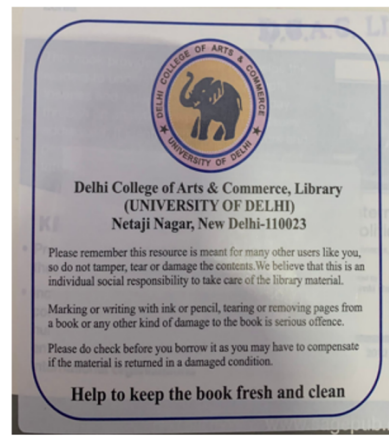 D.C.A.C. LI
DELHI COLLEGE OF ARTS & COMMERCE
UNIVERSITY OF DELHI
Delhi College of Arts & Commerce, Library
(UNIVERSITY OF DELHI)
Netaji Nagar, New Delhi-110023
Please remember this resource is meant for many other users like you,
so do not tamper, tear or damage the contents.We believe that this is an
individual social responsibility to take care of the library material.
Marking or writing with ink or pencil, tearing or removing pages from
a book or any other kind of damage to the book is serious offence.
Please do check before you borrow it as you may have to compensate
if the material is returned in a damaged condition.
Help to keep the book fresh and clean